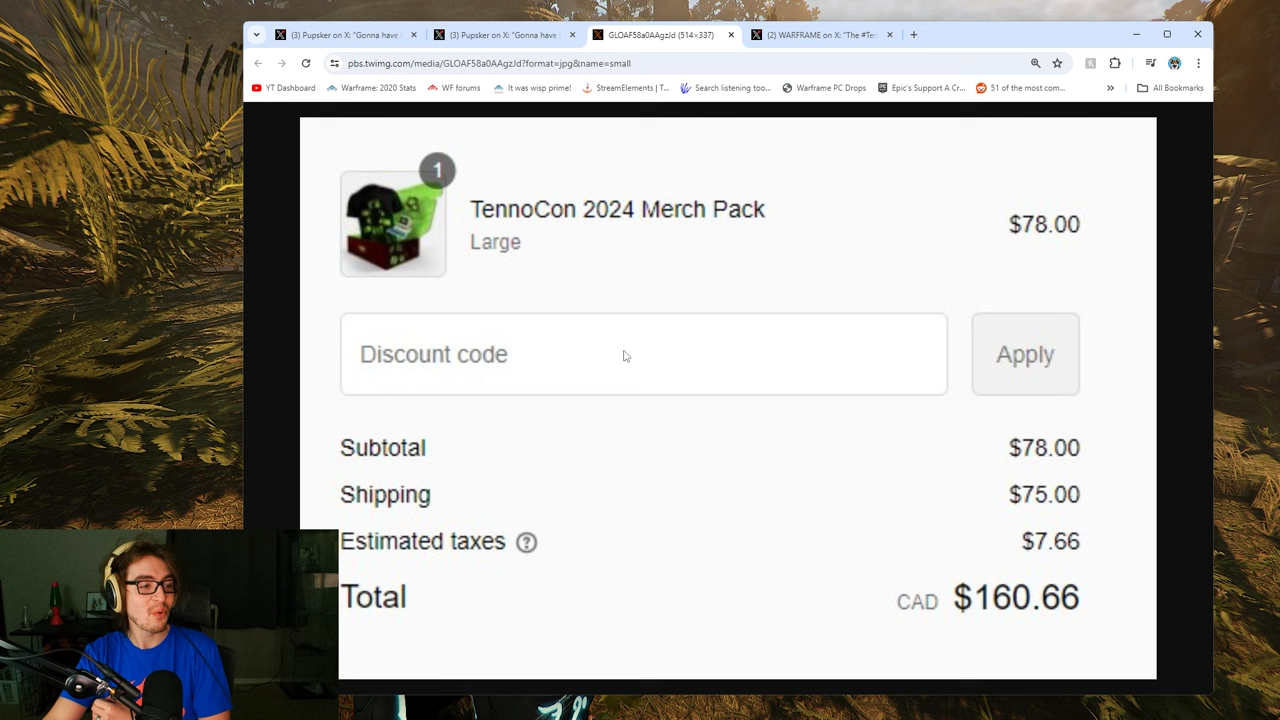 (3) Pupsker on X: "Gonna have
(3) Pupsker on X: "Gonna have
GLOAF58a0AAgzJd (514×337)
(2) WARFRAME on X: "The #Ten
pbs.twimg.com/media/GLOAF58a0AAgzJd?format=jpg&name=small
YT Dashboard
Warframe: 2020 Stats
WF forums
It was wisp prime!
StreamElements | T...
Search listening too...
Warframe PC Drops
Epic's Support A Cr...
51 of the most com...
All Bookmarks
1
TennoCon 2024 Merch Pack
Large
$78.00
Discount code
Apply
Subtotal $78.00
Shipping $75.00
Estimated taxes ? $7.66
Total CAD $160.66